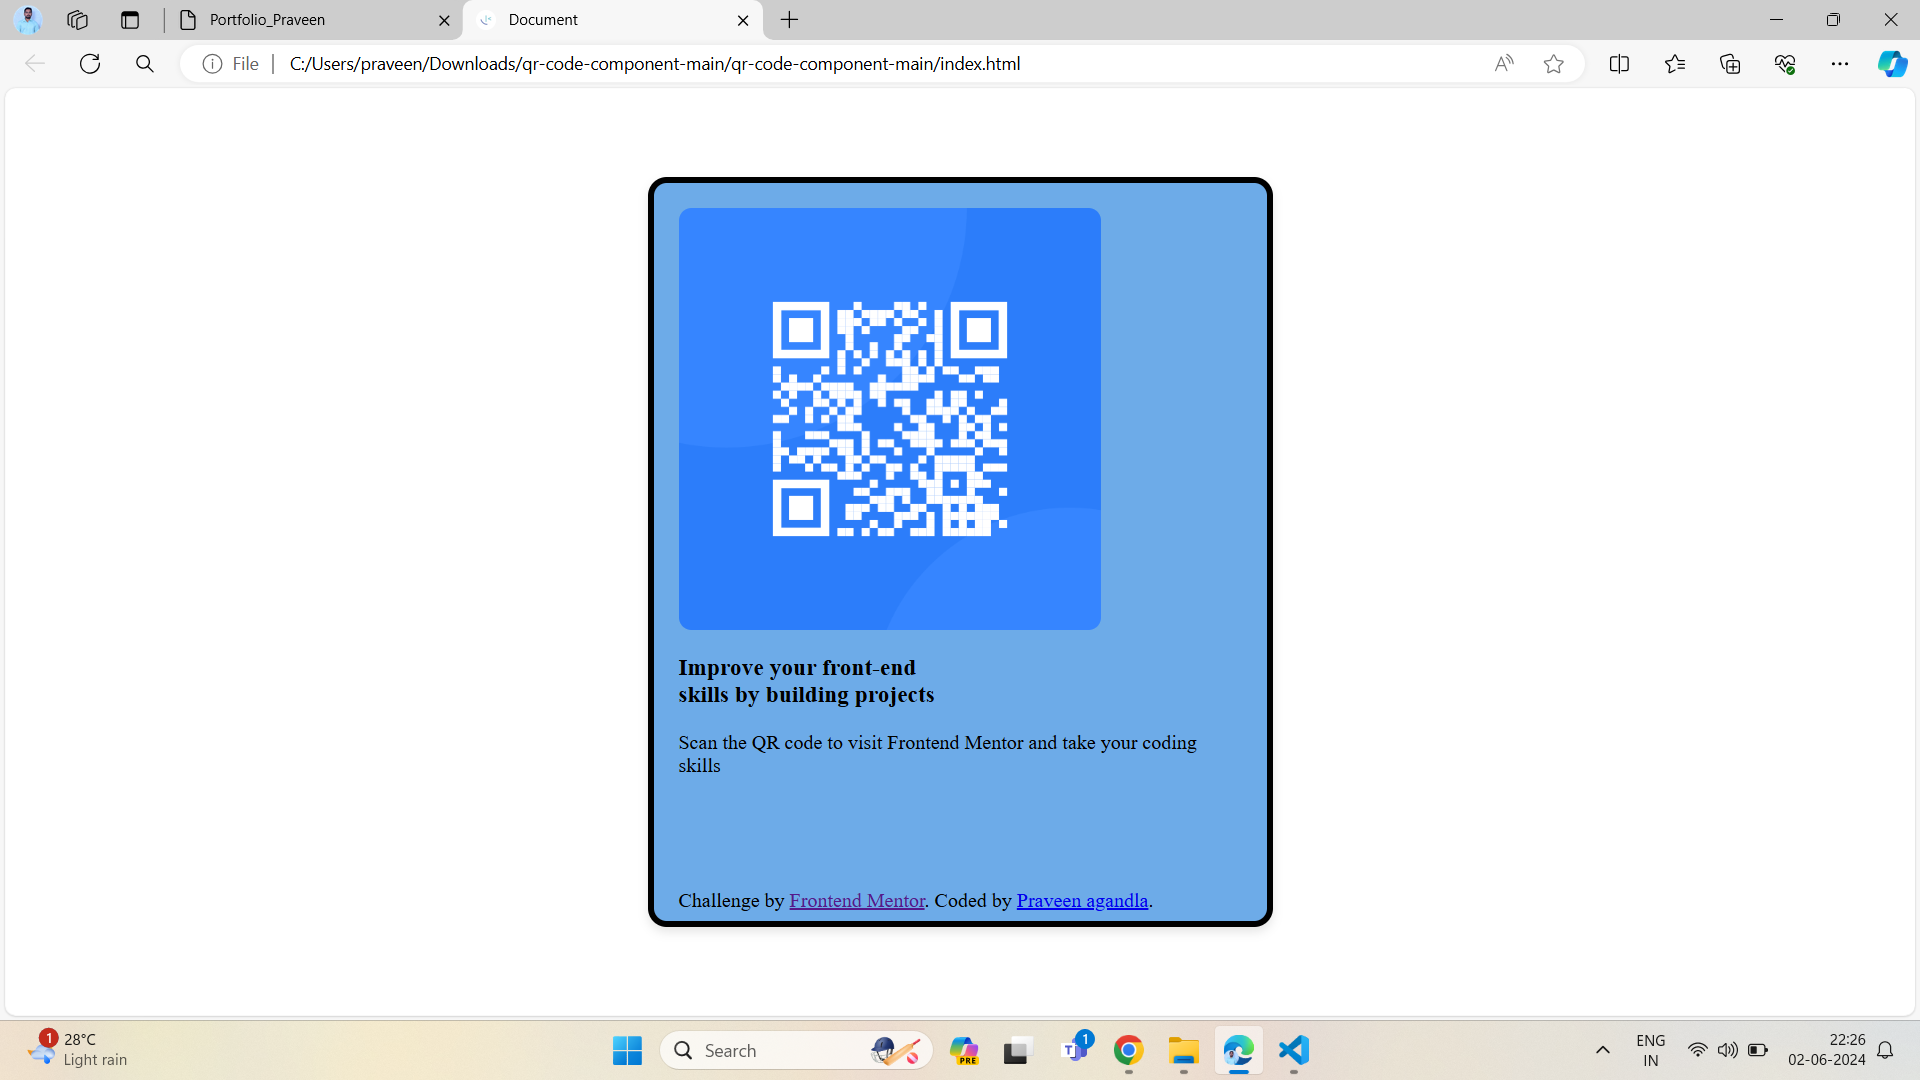 Portfolio_Praveen
Document
File
C:/Users/praveen/Downloads/qr-code-component-main/qr-code-component-main/index.html
Improve your front-end
skills by building projects
Scan the QR code to visit Frontend Mentor and take your coding
skills
Challenge by Frontend Mentor. Coded by Praveen agandla.
1
28°C
Light rain
Search
PRE
1
ENG
IN
22:26
02-06-2024